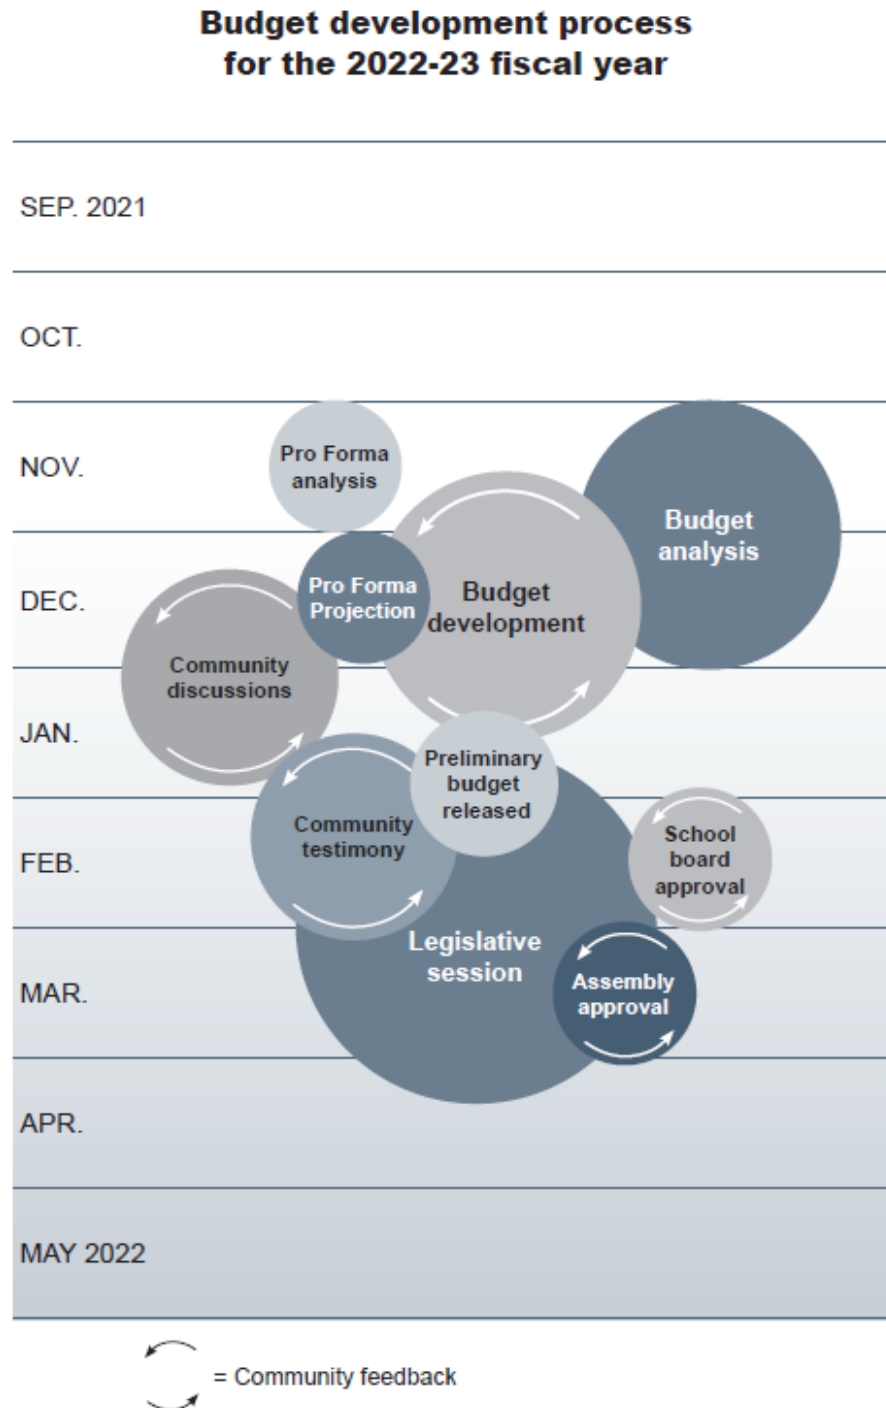 Budget development process
for the 2022-23 fiscal year
SEP. 2021
OCT.
NOV.
Pro Forma
analysis
Budget
analysis
DEC.
Pro Forma
Projection
Budget
development
Community
discussions
JAN.
Preliminary
budget
released
Community
testimony
FEB.
School
board
approval
Legislative
session
MAR.
Assembly
approval
APR.
MAY 2022
= Community feedback